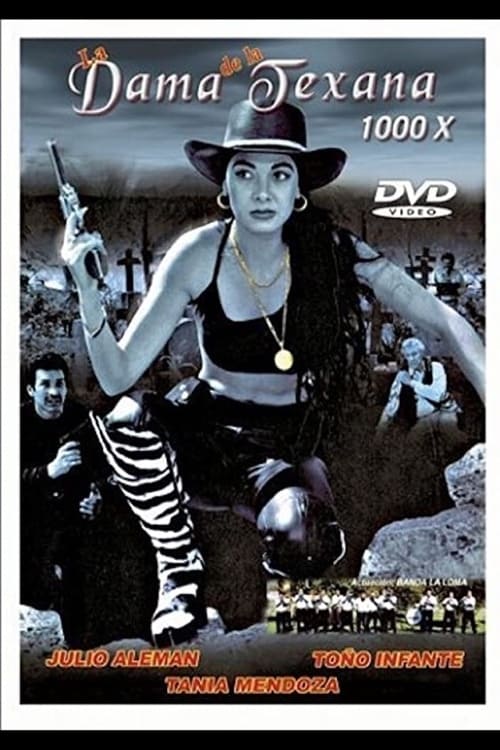 La Dama de la Texana
1000 X
DVD
VIDEO
Actuación: BANDA LA LOMA
JULIO ALEMAN
TOÑO INFANTE
TANIA MENDOZA